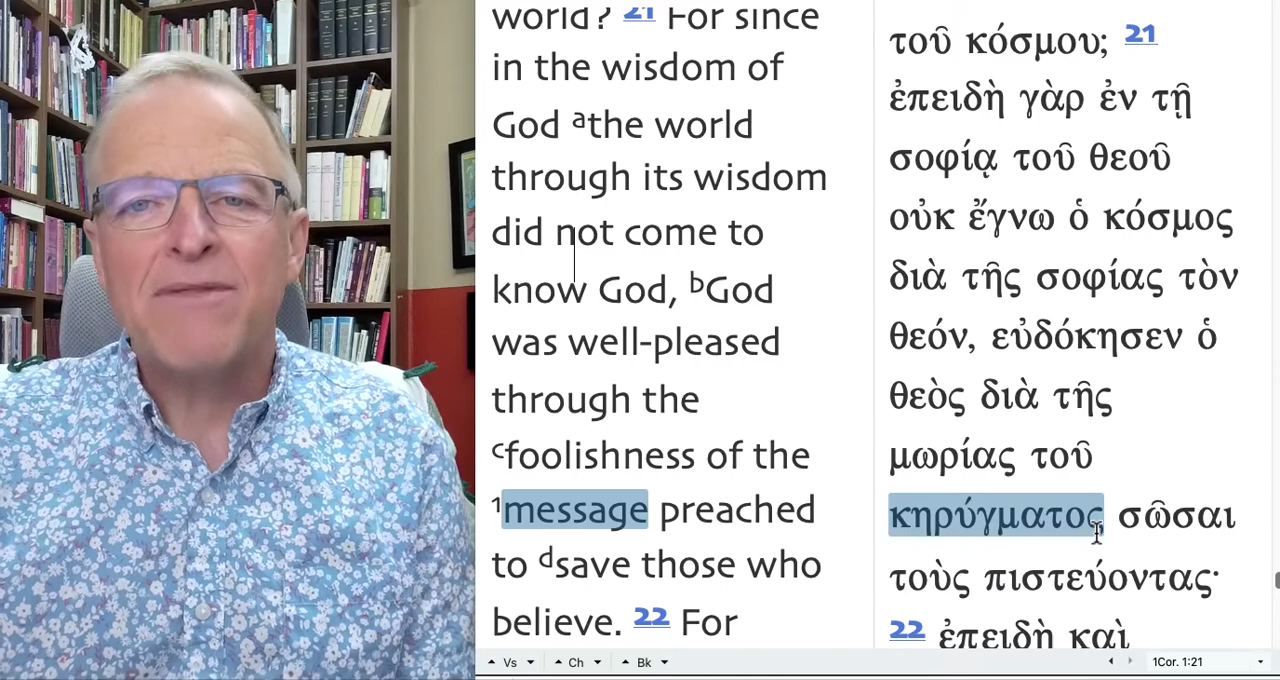 world? 21 For since
in the wisdom of
God ᵃthe world
through its wisdom
did not come to
know God, ᵇGod
was well-pleased
through the
ᶜfoolishness of the
¹message preached
to ᵈsave those who
believe. 22 For
τοῦ κόσμου; 21
ἐπειδὴ γὰρ ἐν τῇ
σοφίᾳ τοῦ θεοῦ
οὐκ ἔγνω ὁ κόσμος
διὰ τῆς σοφίας τὸν
θεόν, εὐδόκησεν ὁ
θεὸς διὰ τῆς
μωρίας τοῦ
κηρύγματος σῶσαι
τοὺς πιστεύοντας·
22 ἐπειδὴ καὶ
Vs Ch Bk 1Cor. 1:21